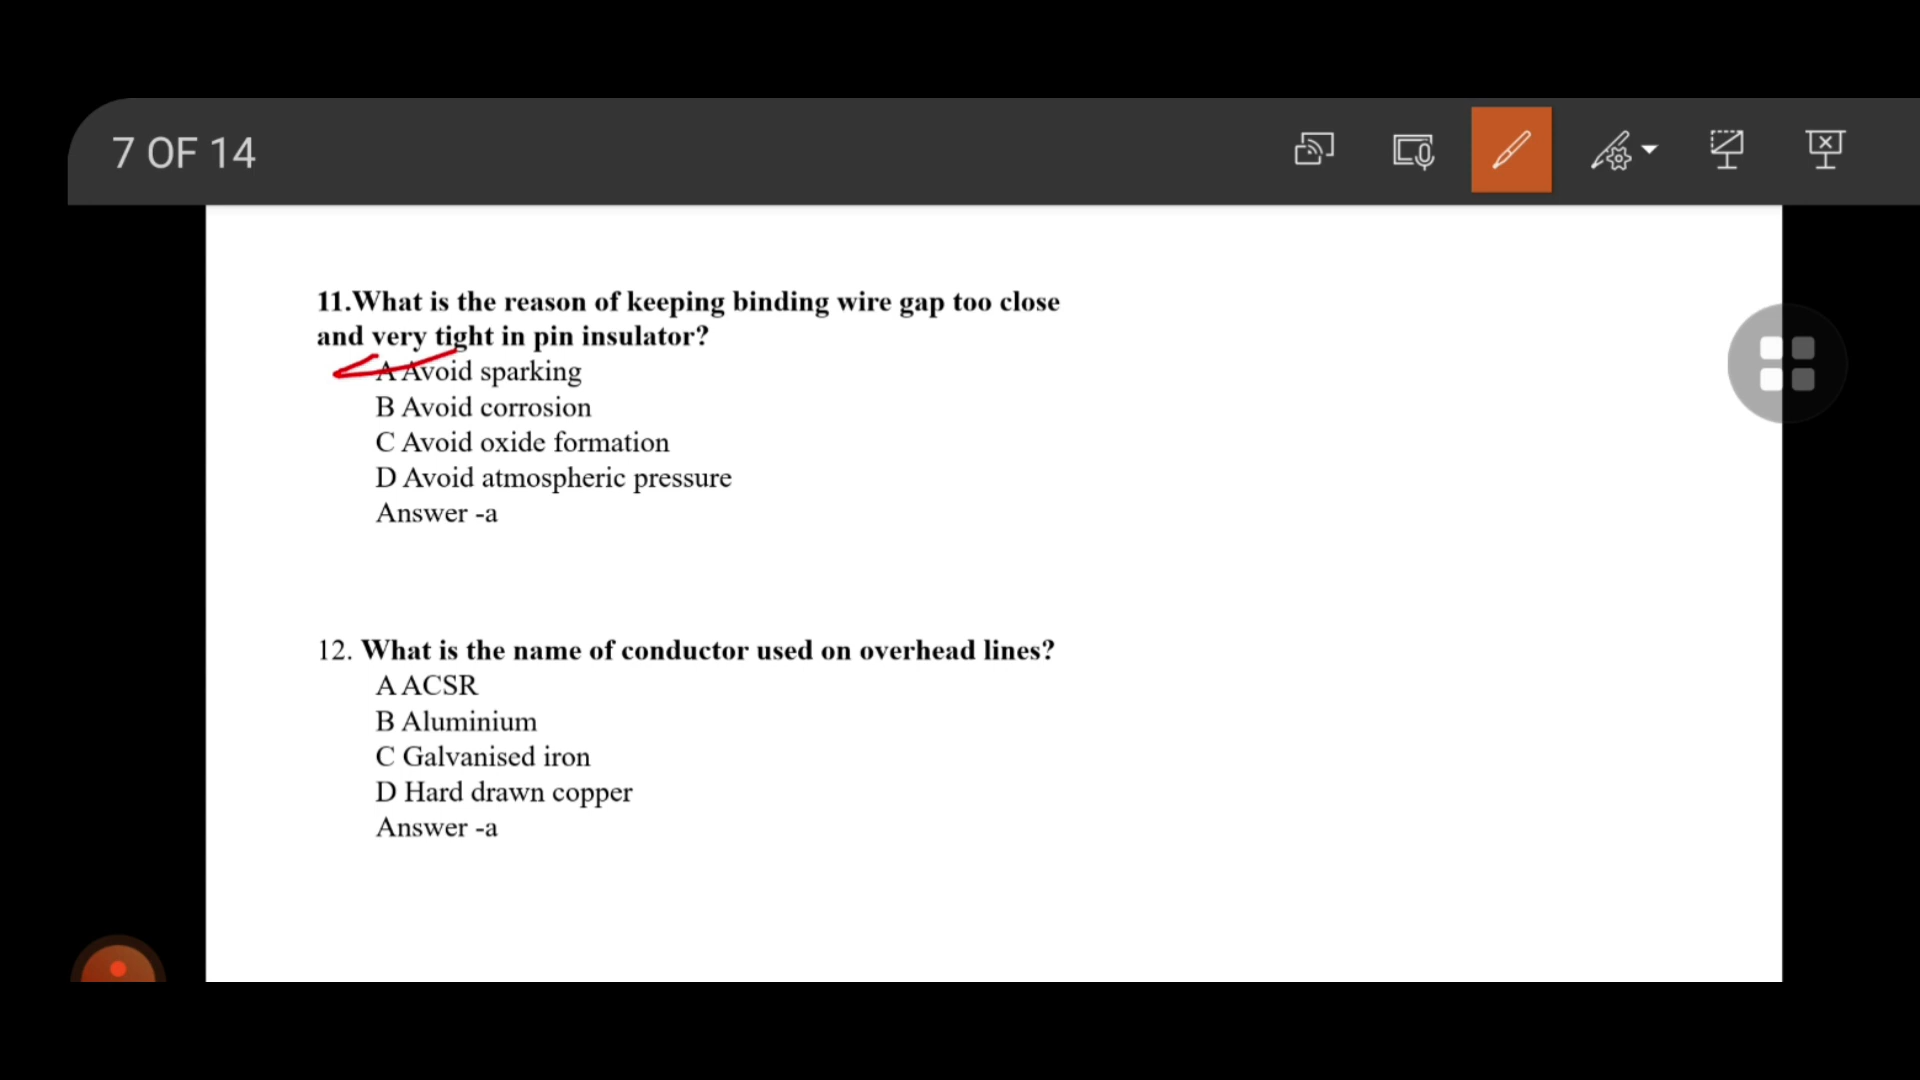 7 OF 14
11.What is the reason of keeping binding wire gap too close
and very tight in pin insulator?
A Avoid sparking
B Avoid corrosion
C Avoid oxide formation
D Avoid atmospheric pressure
Answer -a
12. What is the name of conductor used on overhead lines?
A ACSR
B Aluminium
C Galvanised iron
D Hard drawn copper
Answer -a